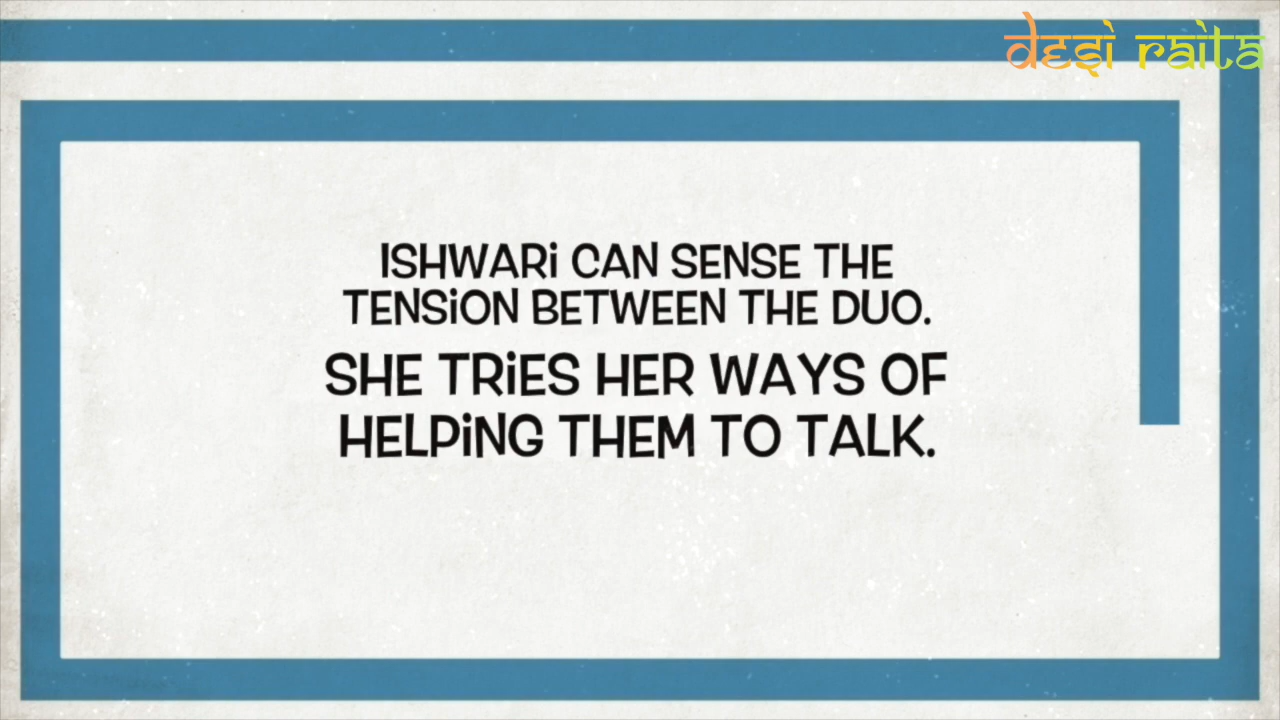 desi raita
ISHWARi CAN SENSE THE
TENSiON BETWEEN THE DUO.
SHE TRiES HER WAYS OF
HELPiNG THEM TO TALK.